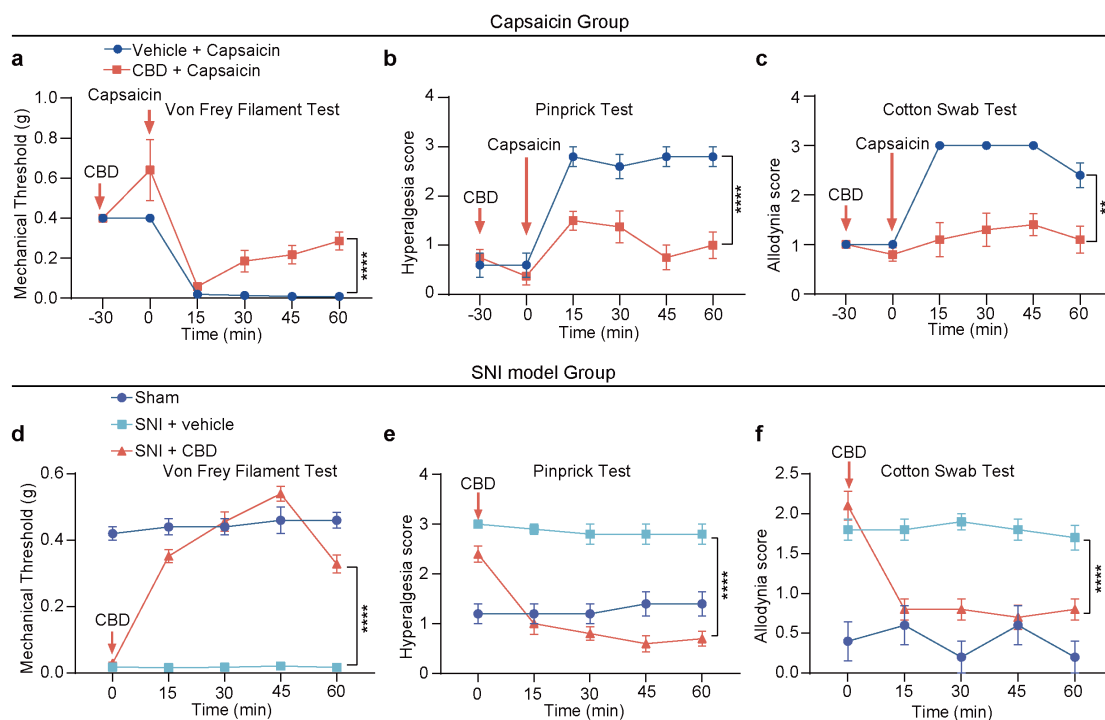 Capsaicin Group
a
Vehicle + Capsaicin
CBD + Capsaicin
Von Frey Filament Test
Capsaicin
CBD
Mechanical Threshold (g)
1.0
0.8
0.6
0.4
0.2
0.0
-30 0 15 30 45 60
Time (min)
****
b
Pinprick Test
Capsaicin
CBD
Hyperalgesia score
4
3
2
1
0
-30 0 15 30 45 60
Time (min)
****
c
Cotton Swab Test
Capsaicin
CBD
Allodynia score
4
3
2
1
0
-30 0 15 30 45 60
Time (min)
**
SNI model Group
Sham
SNI + vehicle
SNI + CBD
d
Von Frey Filament Test
CBD
Mechanical Threshold (g)
0.6
0.4
0.2
0.0
0 15 30 45 60
Time (min)
****
e
Pinprick Test
CBD
Hyperalgesia score
4
3
2
1
0
0 15 30 45 60
Time (min)
****
f
Cotton Swab Test
CBD
Allodynia score
2.5
2.0
1.5
1.0
0.5
0.0
0 15 30 45 60
Time (min)
****